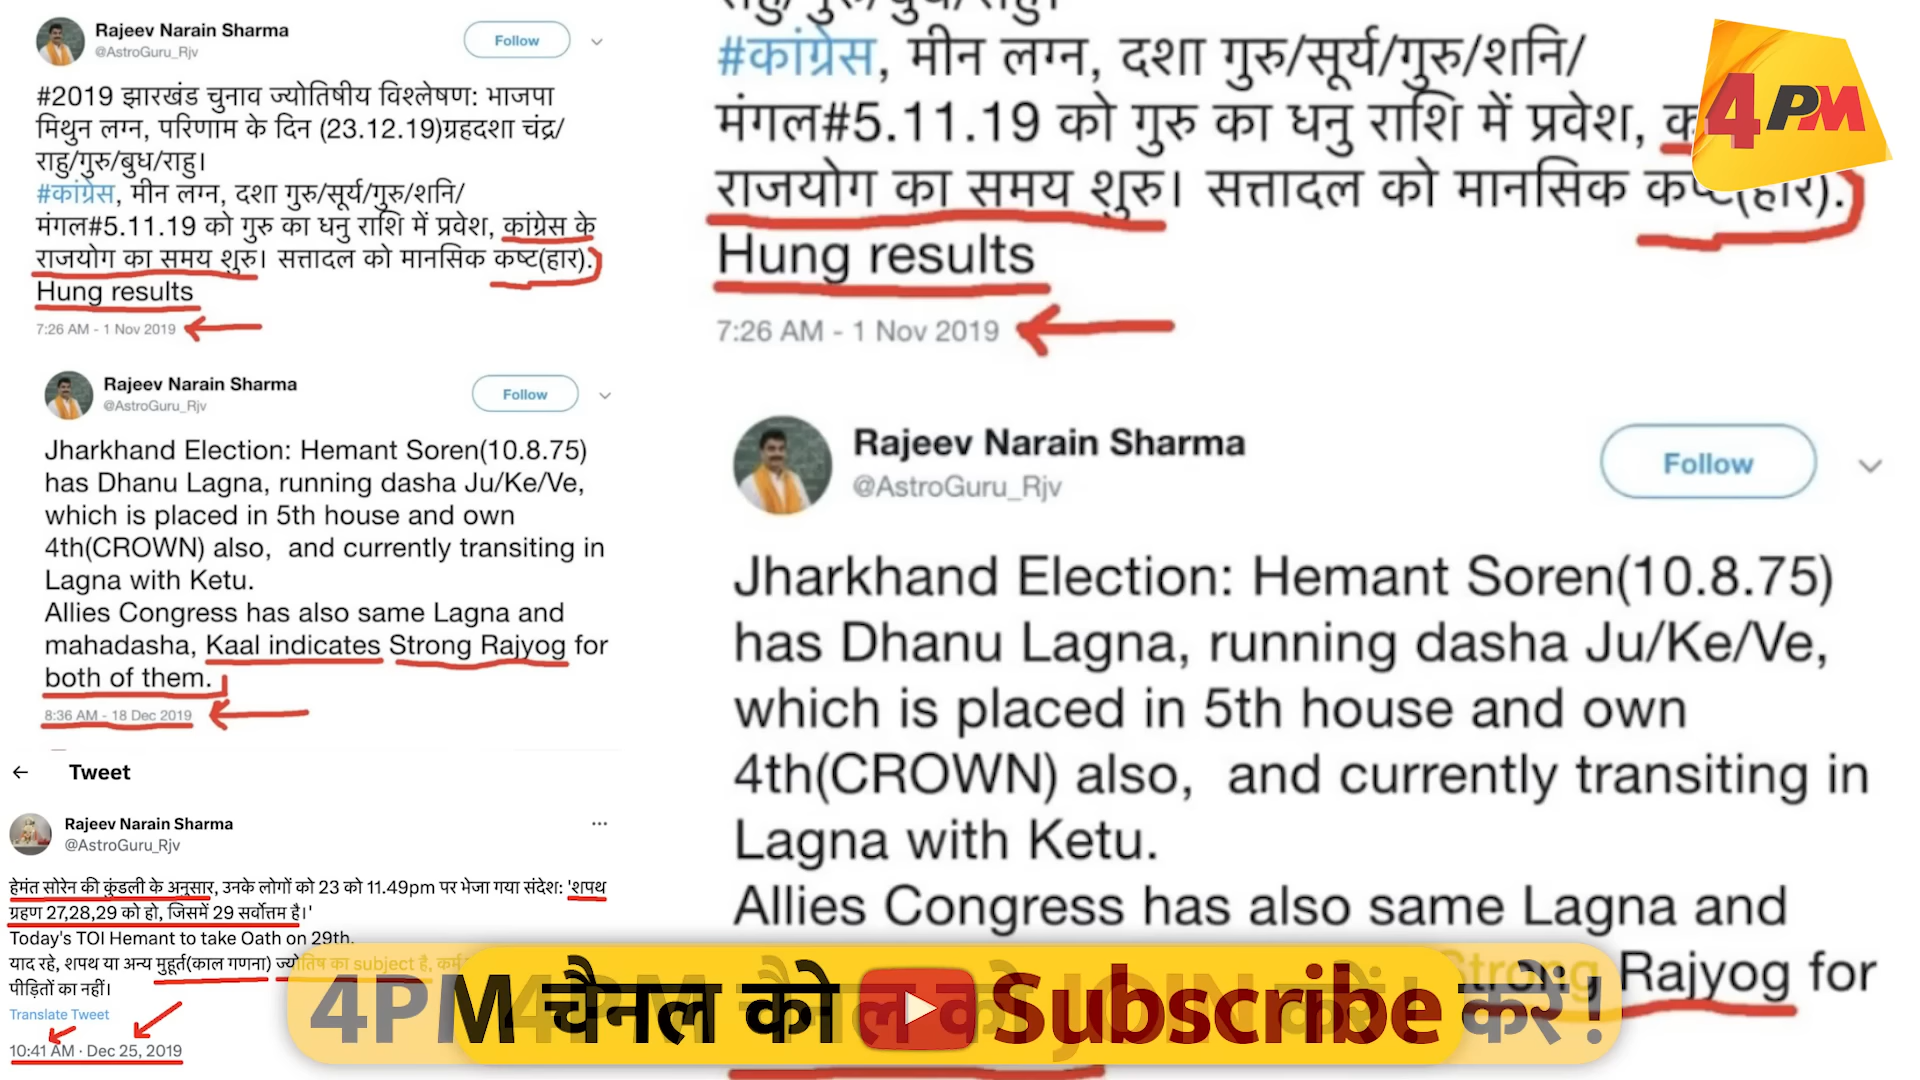 Rajeev Narain Sharma
@AstroGuru_Rjv
Follow
#2019 झारखंड चुनाव ज्योतिषीय विश्लेषण: भाजपा
मिथुन लग्न, परिणाम के दिन (23.12.19)ग्रहदशा चंद्र/
राहु/गुरु/बुध/राहु।
#कांग्रेस, मीन लग्न, दशा गुरु/सूर्य/गुरु/शनि/
मंगल#5.11.19 को गुरु का धनु राशि में प्रवेश, कांग्रेस के
राजयोग का समय शुरु। सत्तादल को मानसिक कष्ट(हार).
Hung results
7:26 AM - 1 Nov 2019
Rajeev Narain Sharma
@AstroGuru_Rjv
Follow
Jharkhand Election: Hemant Soren(10.8.75)
has Dhanu Lagna, running dasha Ju/Ke/Ve,
which is placed in 5th house and own
4th(CROWN) also, and currently transiting in
Lagna with Ketu.
Allies Congress has also same Lagna and
mahadasha, Kaal indicates Strong Rajyog for
both of them.
8:36 AM - 18 Dec 2019
Tweet
Rajeev Narain Sharma
@AstroGuru_Rjv
हेमंत सोरेन की कुंडली के अनुसार, उनके लोगों को 23 को 11.49pm पर भेजा गया संदेश: 'शपथ
ग्रहण 27,28,29 को हो, जिसमें 29 सर्वोत्तम है।'
Today's TOI Hemant to take Oath on 29th.
याद रहे, शपथ या अन्य मुहूर्त(काल गणना) ज्योतिष का subject है, कर्म
पीड़ितों का नहीं।
Translate Tweet
10:41 AM · Dec 25, 2019
राहु/गुरु/बुध/राहु।
#कांग्रेस, मीन लग्न, दशा गुरु/सूर्य/गुरु/शनि/
मंगल#5.11.19 को गुरु का धनु राशि में प्रवेश,
राजयोग का समय शुरु। सत्तादल को मानसिक कष्ट(हार).
Hung results
7:26 AM - 1 Nov 2019
Rajeev Narain Sharma
@AstroGuru_Rjv
Follow
Jharkhand Election: Hemant Soren(10.8.75)
has Dhanu Lagna, running dasha Ju/Ke/Ve,
which is placed in 5th house and own
4th(CROWN) also, and currently transiting in
Lagna with Ketu.
Allies Congress has also same Lagna and
Strong Rajyog for
4PM
4PM चैनल को Subscribe करें !